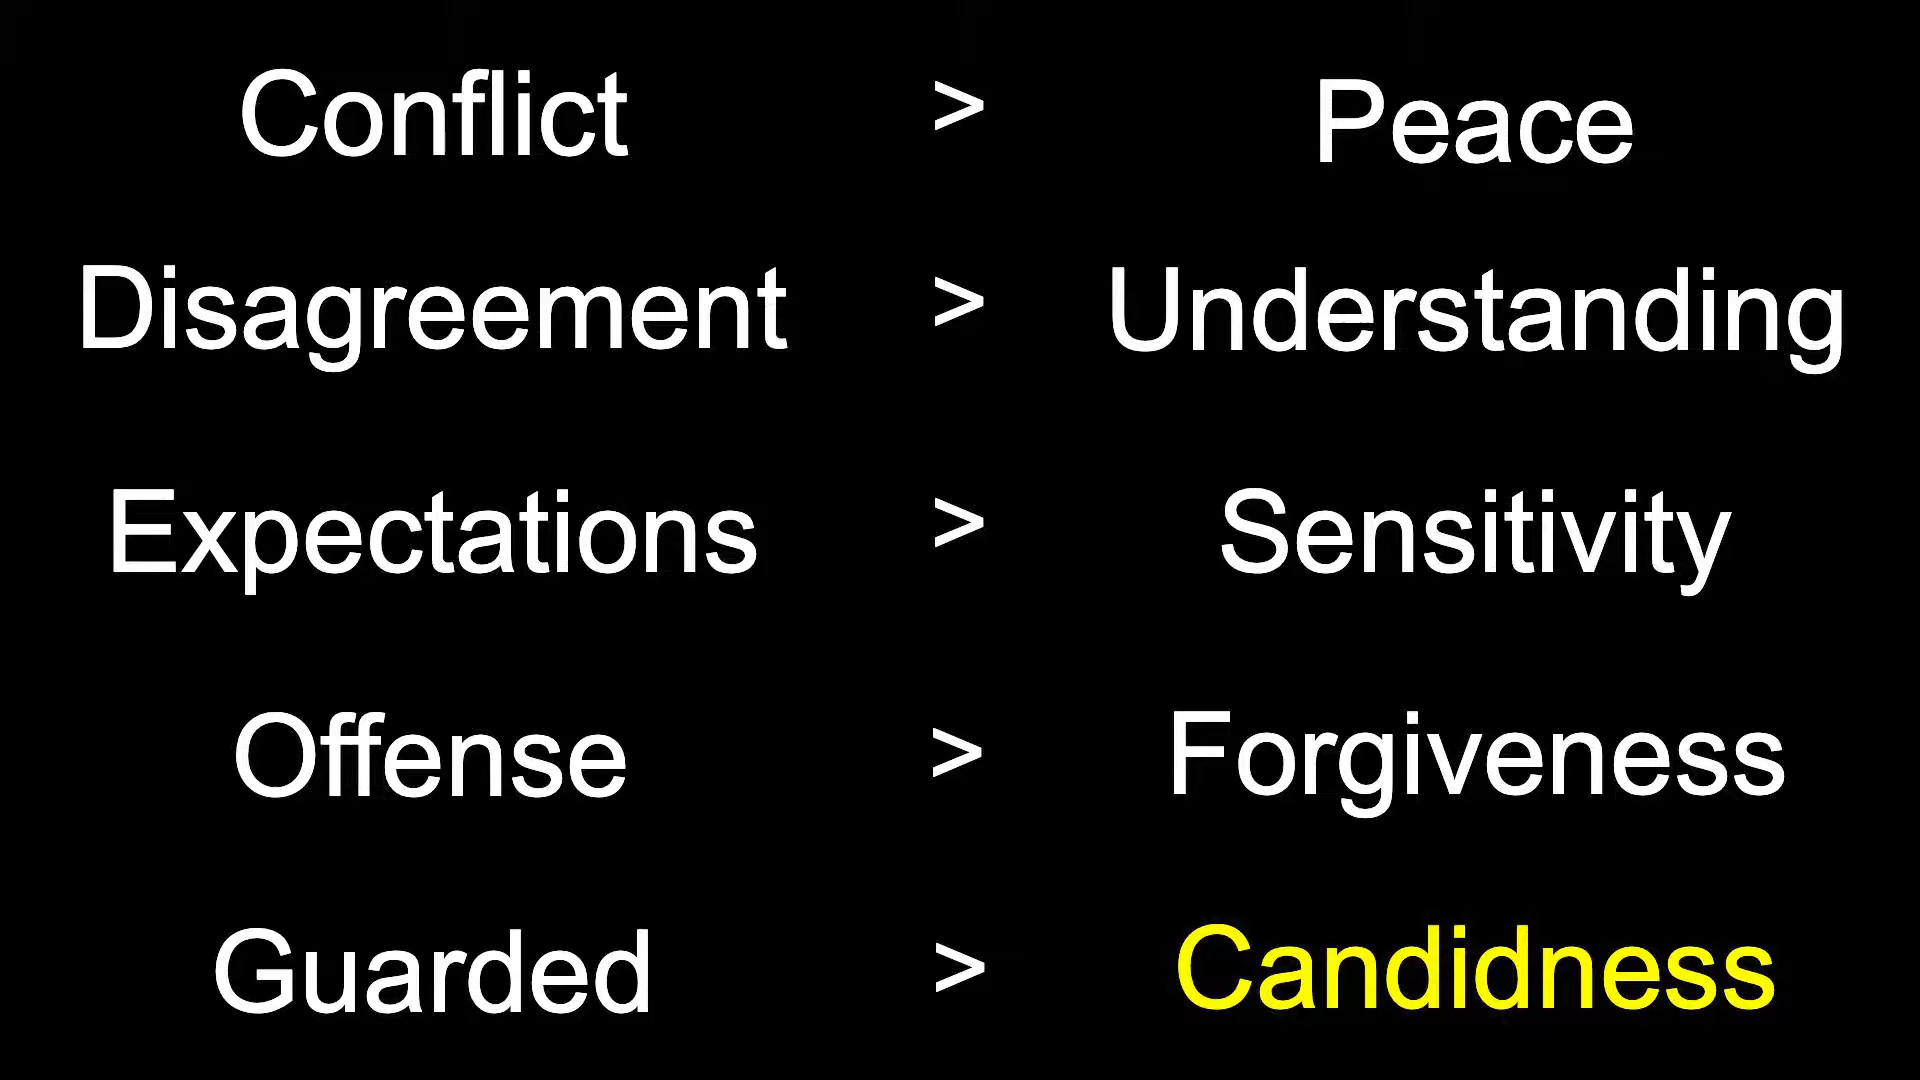 Conflict > Peace
Disagreement > Understanding
Expectations > Sensitivity
Offense > Forgiveness
Guarded > Candidness